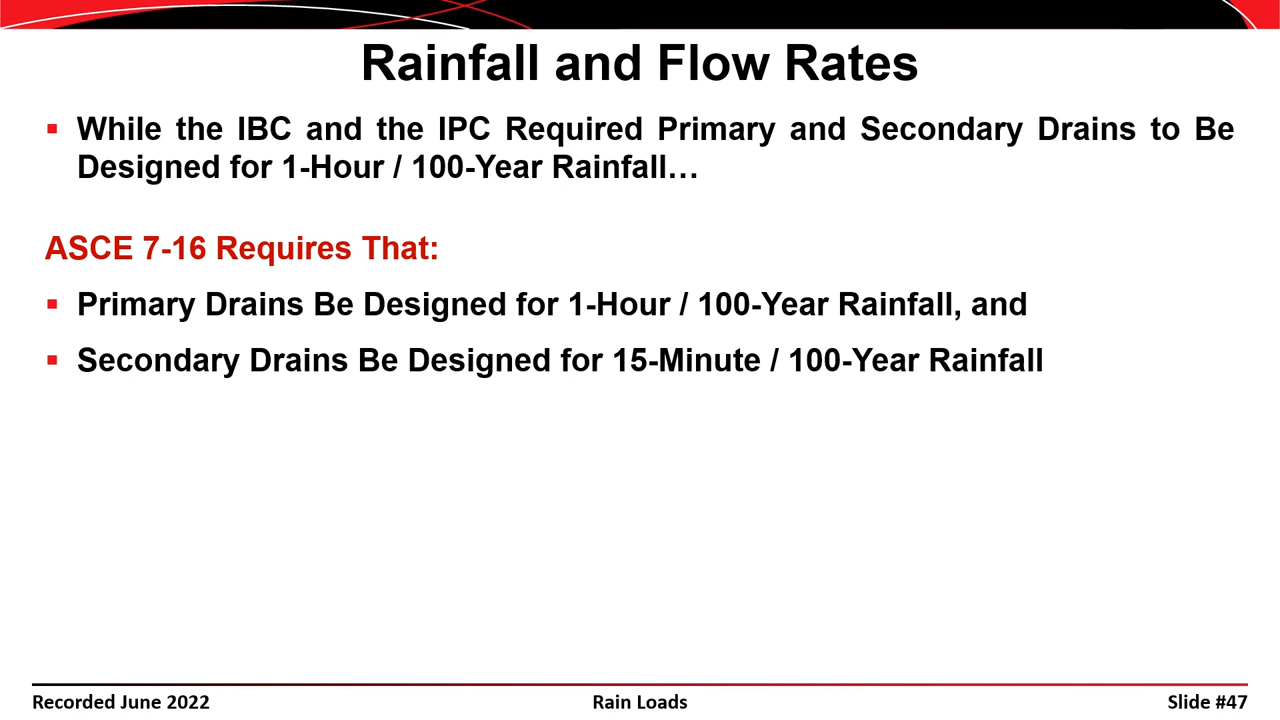 Rainfall and Flow Rates
▪ While the IBC and the IPC Required Primary and Secondary Drains to Be
Designed for 1-Hour / 100-Year Rainfall…
ASCE 7-16 Requires That:
▪ Primary Drains Be Designed for 1-Hour / 100-Year Rainfall, and
▪ Secondary Drains Be Designed for 15-Minute / 100-Year Rainfall
Recorded June 2022
Rain Loads
Slide #47